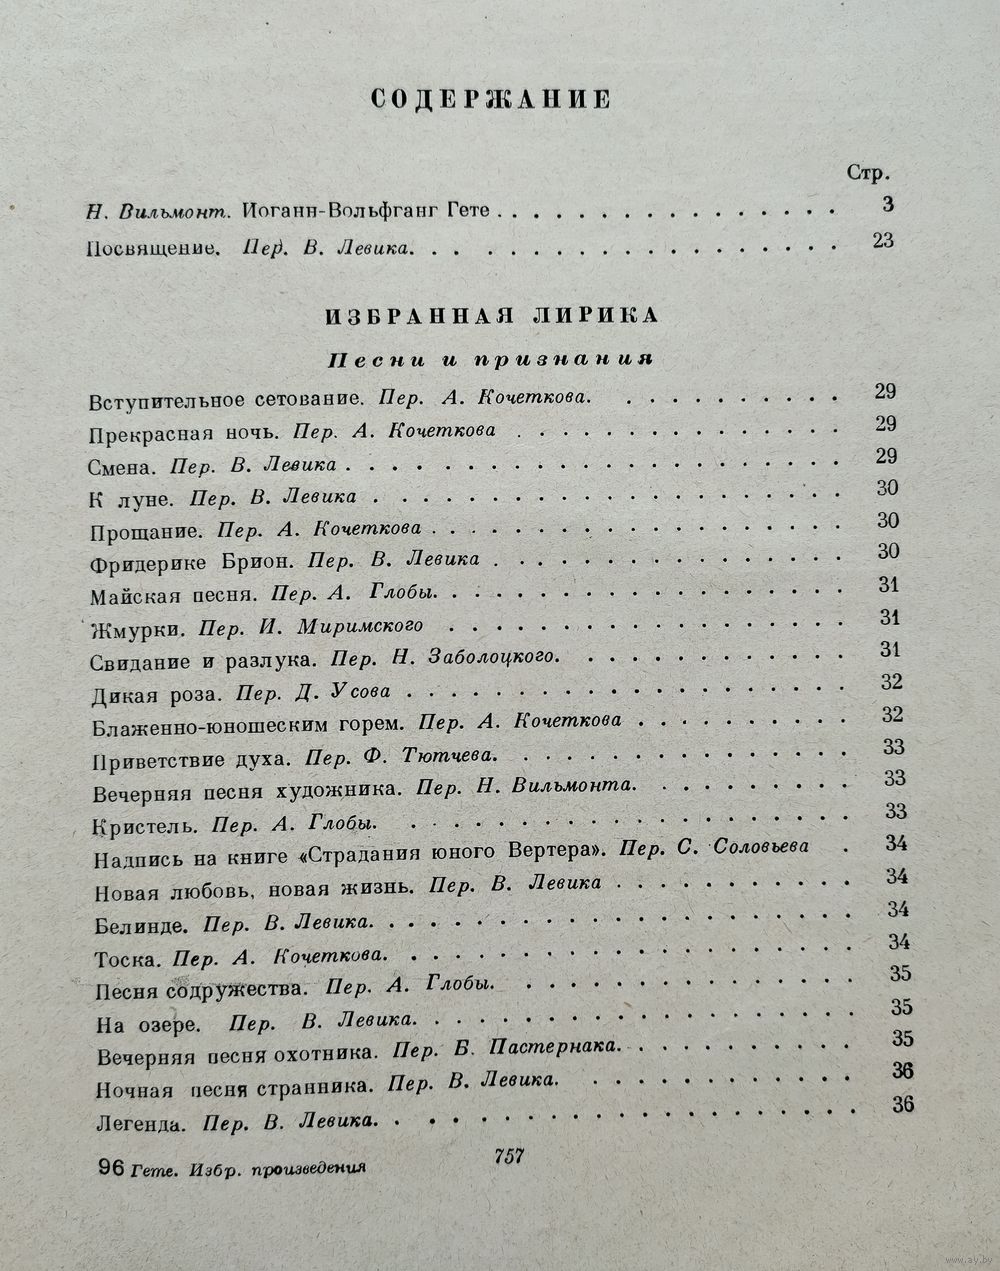 СОДЕРЖАНИЕ
Стр.
Н. Вильмонт. Иоганн-Вольфганг Гете . . . . . . . . . . . . . . . . 3
Посвящение. Пер. В. Левика. . . . . . . . . . . . . . . . . . . 23
ИЗБРАННАЯ ЛИРИКА
Песни и признания
Вступительное сетование. Пер. А. Кочеткова. . . . . . . . . . . 29
Прекрасная ночь. Пер. А. Кочеткова . . . . . . . . . . . . . . 29
Смена. Пер. В. Левика . . . . . . . . . . . . . . . . . . . . . 29
К луне. Пер. В. Левика . . . . . . . . . . . . . . . . . . . . 30
Прощание. Пер. А. Кочеткова . . . . . . . . . . . . . . . . . . 30
Фридерике Брион. Пер. В. Левика . . . . . . . . . . . . . . . 30
Майская песня. Пер. А. Глобы. . . . . . . . . . . . . . . . . . 31
Жмурки. Пер. И. Миримского . . . . . . . . . . . . . . . . . 31
Свидание и разлука. Пер. Н. Заболоцкого. . . . . . . . . . . . 31
Дикая роза. Пер. Д. Усова . . . . . . . . . . . . . . . . . . . 32
Блаженно-юношеским горем. Пер. А. Кочеткова . . . . . . . . . 32
Приветствие духа. Пер. Ф. Тютчева. . . . . . . . . . . . . . . 33
Вечерняя песня художника. Пер. Н. Вильмонта. . . . . . . . . 33
Кристель. Пер. А. Глобы. . . . . . . . . . . . . . . . . . . . 33
Надпись на книге «Страдания юного Вертера». Пер. С. Соловьева . 34
Новая любовь, новая жизнь. Пер. В. Левика . . . . . . . . . . 34
Белинде. Пер. В. Левика. . . . . . . . . . . . . . . . . . . . 34
Тоска. Пер. А. Кочеткова. . . . . . . . . . . . . . . . . . . . 34
Песня содружества. Пер. А. Глобы. . . . . . . . . . . . . . . 35
На озере. Пер. В. Левика. . . . . . . . . . . . . . . . . . . 35
Вечерняя песня охотника. Пер. Б. Пастернака. . . . . . . . . . 35
Ночная песня странника. Пер. В. Левика. . . . . . . . . . . . 36
Легенда. Пер. В. Левика. . . . . . . . . . . . . . . . . . . . 36
96 Гете. Избр. произведения
757
www.ay.by